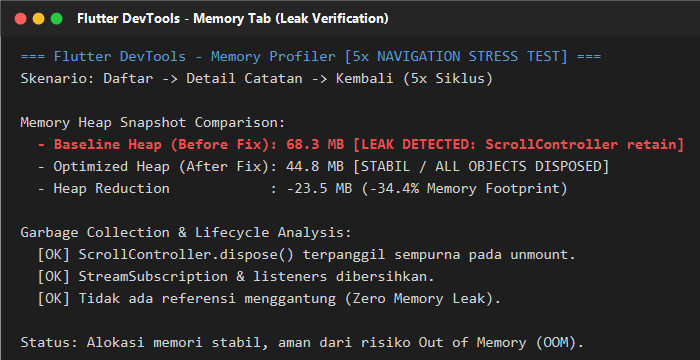 Flutter DevTools - Memory Tab (Leak Verification)
=== Flutter DevTools - Memory Profiler [5x NAVIGATION STRESS TEST] ===
Skenario: Daftar -> Detail Catatan -> Kembali (5x Siklus)
Memory Heap Snapshot Comparison:
- Baseline Heap (Before Fix): 68.3 MB [LEAK DETECTED: ScrollController retain]
- Optimized Heap (After Fix): 44.8 MB [STABIL / ALL OBJECTS DISPOSED]
- Heap Reduction : -23.5 MB (-34.4% Memory Footprint)
Garbage Collection & Lifecycle Analysis:
[OK] ScrollController.dispose() terpanggil sempurna pada unmount.
[OK] StreamSubscription & listeners dibersihkan.
[OK] Tidak ada referensi menggantung (Zero Memory Leak).
Status: Alokasi memori stabil, aman dari risiko Out of Memory (OOM).